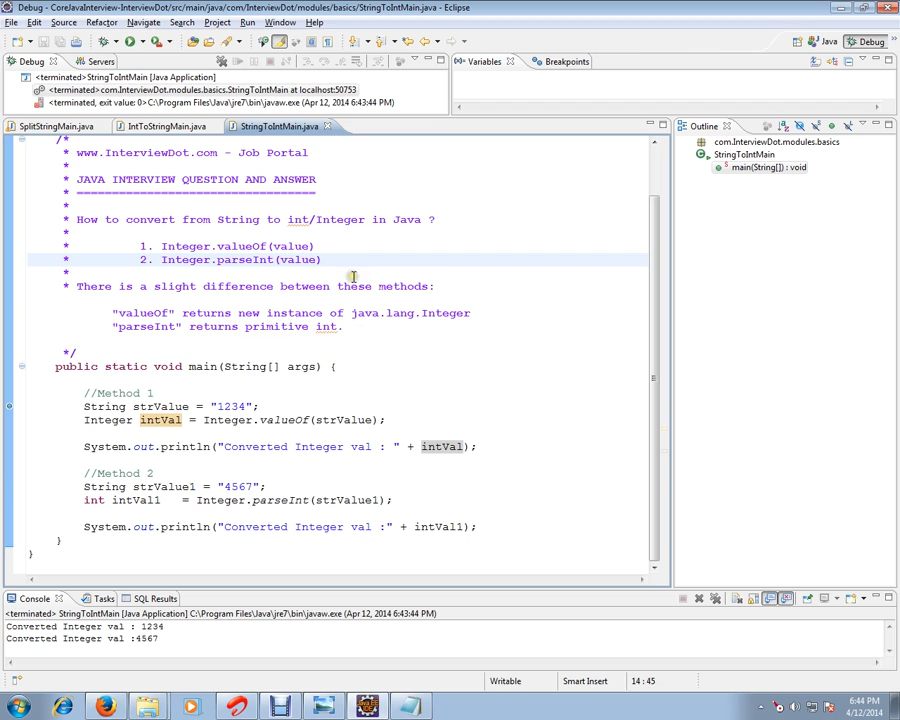 Debug - CoreJavaInterview-InterviewDot/src/main/java/com/InterviewDot/modules/basics/StringToIntMain.java - Eclipse
File Edit Source Refactor Navigate Search Project Run Window Help
Java Debug
Debug Servers
<terminated>StringToIntMain [Java Application]
<terminated>com.InterviewDot.modules.basics.StringToIntMain at localhost:50753
<terminated, exit value: 0>C:\Program Files\Java\jre7\bin\javaw.exe (Apr 12, 2014 6:43:44 PM)
(x)= Variables Breakpoints
SplitStringMain.java IntToStringMain.java StringToIntMain.java
/*
* www.InterviewDot.com - Job Portal
*
* JAVA INTERVIEW QUESTION AND ANSWER
* ==================================
*
* How to convert from String to int/Integer in Java ?
*
* 1. Integer.valueOf(value)
* 2. Integer.parseInt(value)
*
* There is a slight difference between these methods:
"valueOf" returns new instance of java.lang.Integer
"parseInt" returns primitive int.
*/
public static void main(String[] args) {
//Method 1
String strValue = "1234";
Integer intVal = Integer.valueOf(strValue);
System.out.println("Converted Integer val : " + intVal);
//Method 2
String strValue1 = "4567";
int intVal1 = Integer.parseInt(strValue1);
System.out.println("Converted Integer val :" + intVal1);
}
}
Outline
com.InterviewDot.modules.basics
StringToIntMain
main(String[]) : void
Console Tasks SQL Results
<terminated> StringToIntMain [Java Application] C:\Program Files\Java\jre7\bin\javaw.exe (Apr 12, 2014 6:43:44 PM)
Converted Integer val : 1234
Converted Integer val :4567
Writable Smart Insert 14 : 45
6:44 PM
4/12/2014